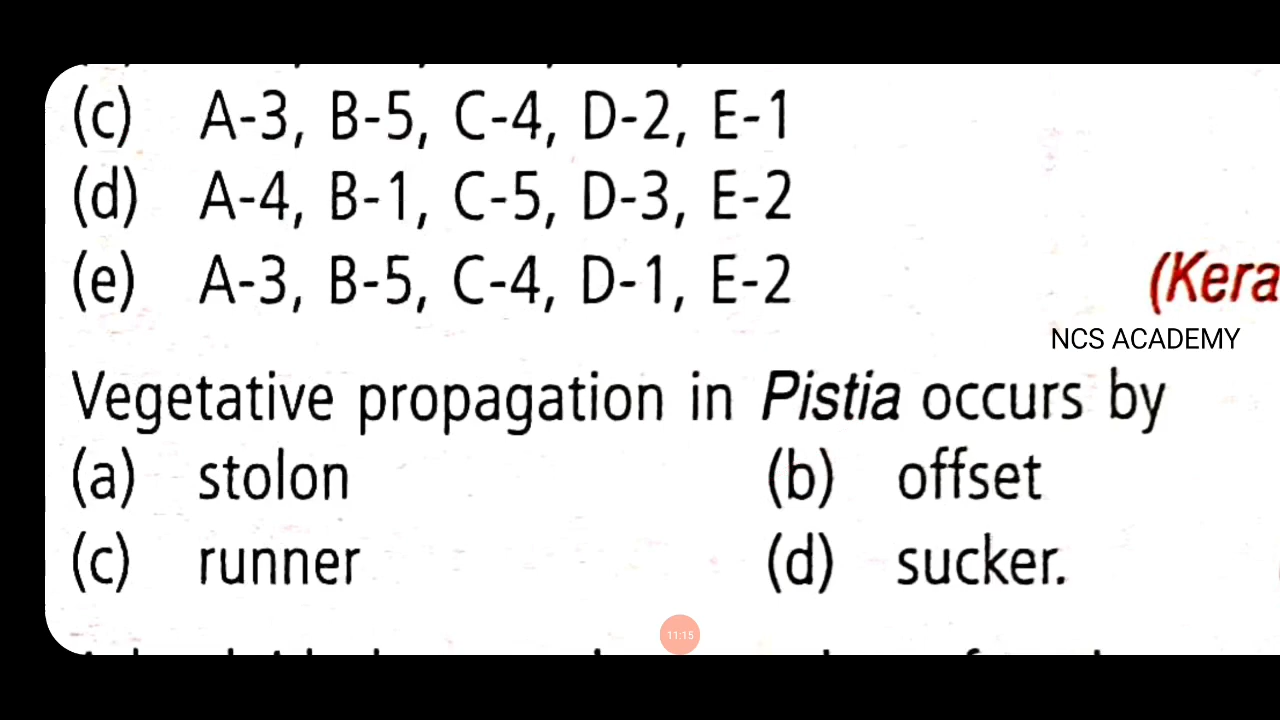 (c) A-3, B-5, C-4, D-2, E-1
(d) A-4, B-1, C-5, D-3, E-2
(e) A-3, B-5, C-4, D-1, E-2
(Kera
NCS ACADEMY
Vegetative propagation in Pistia occurs by
(a) stolon (b) offset
(c) runner (d) sucker.
11:15